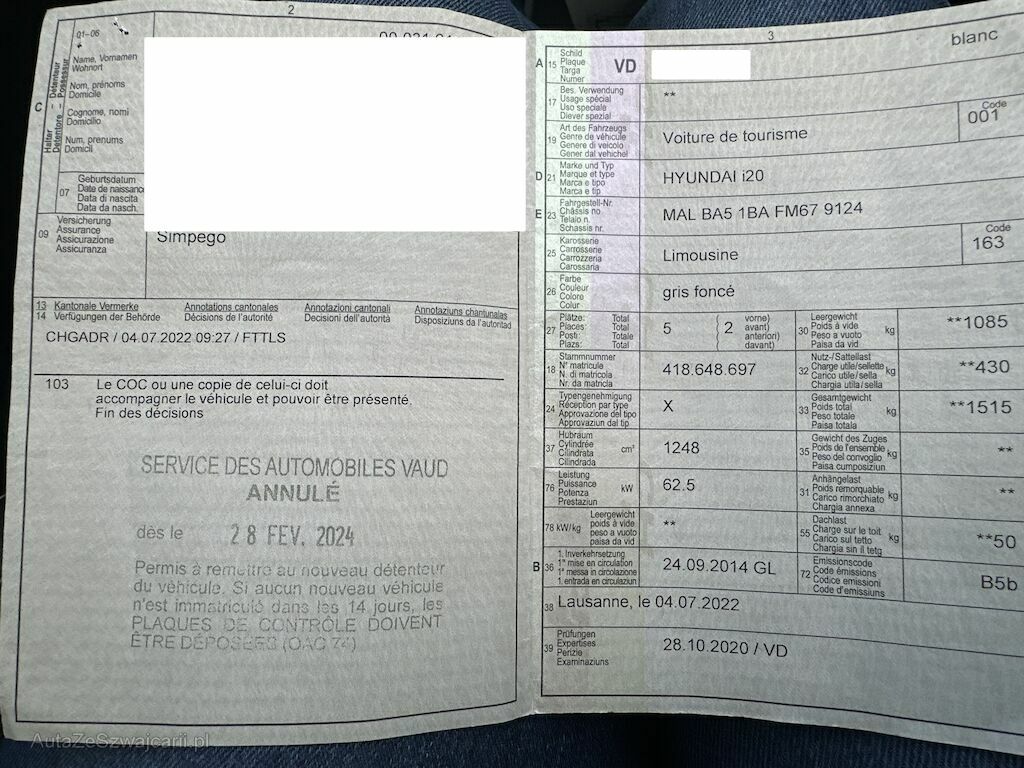 2
01-06
Name, Vornamen
Wohnort
Nom, prénoms
Domicile
Cognome, nomi
Domicilio
Num, prenums
Domicil
C
Halter
Détenteur
Détentore
Possessur
07
Geburtsdatum
Date de naissance
Data di nascita
Data da nasch.
09
Versicherung
Assurance
Assicurazione
Assicuranza
Simpego
13 Kantonale Vermerke Annotations cantonales Annotazioni cantonali Annotaziuns chantunalas
14 Verfügungen der Behörde Décisions de l'autorité Decisioni dell'autorità Disposiziuns da l'autoritad
CHGADR / 04.07.2022 09:27 / FTTLS
103 Le COC ou une copie de celui-ci doit
accompagner le véhicule et pouvoir être présenté.
Fin des décisions
SERVICE DES AUTOMOBILES VAUD
ANNULÉ
dès le 28 FEV. 2024
Permis à remettre au nouveau détenteur
du véhicule. Si aucun nouveau véhicule
n'est immatriculé dans les 14 jours, les
PLAQUES DE CONTRÔLE DOIVENT
ÊTRE DÉPOSÉES (OAC 74)
AutaZeSzwajcarii.pl
3
blanc
A 15
Schild
Plaque
Targa
Numer
VD
17
Bes. Verwendung
Usage spécial
Uso speciale
Diever spezial
**
19
Art des Fahrzeugs
Genre de véhicule
Genere di veicolo
Gener dal vehichel
Voiture de tourisme
Code
001
D 21
Marke und Typ
Marque et type
Marca e tipo
Marca e tip
HYUNDAI i20
E 23
Fahrgestell-Nr.
Châssis no
Telaio n.
Schassis nr.
MAL BA5 1BA FM67 9124
25
Karosserie
Carrosserie
Carrozzeria
Carossaria
Limousine
Code
163
26
Farbe
Couleur
Colore
Colur
gris foncé
27
Plätze: Total
Places: Total
Posti: Totale
Plazs: Total
5
2
vorne)
avant)
anteriori)
davant)
30
Leergewicht
Poids à vide
Peso a vuoto
Paisa da vid
kg
**1085
18
Stammnummer
N° matricule
N. di matricola
Nr. da matricla
418.648.697
32
Nutz-/Sattellast
Charge utile/sellette
Carico utile/sella
Chargia utila/sella
kg
**430
24
Typengenehmigung
Réception par type
Approvazione del tipo
Approvaziun dal tip
X
33
Gesamtgewicht
Poids total
Peso totale
Paisa totala
kg
**1515
37
Hubraum
Cylindrée
Cilindrata
Cilindrada
cm³
1248
35
Gewicht des Zuges
Poids de l'ensemble
Peso del convoglio
Paisa cumposiziun
kg
**
76
Leistung
Puissance
Potenza
Prestaziun
kW
62.5
31
Anhängelast
Poids remorquable
Carico rimorchiato
Chargia annexa
kg
**
78 kW/kg
Leergewicht
poids à vide
peso a vuoto
paisa da vid
**
55
Dachlast
Charge sur le toit
Carico sul tetto
Chargia sin il tetg
kg
**50
B 36
1. Inverkehrsetzung
1re mise en circulation
1a messa in circolazione
1. entrada en circulaziun
24.09.2014 GL
72
Emissionscode
Code émissions
Codice emissioni
Code d'emissiuns
B5b
38
Lausanne, le 04.07.2022
39
Prüfungen
Expertises
Perizie
Examinaziuns
28.10.2020 / VD